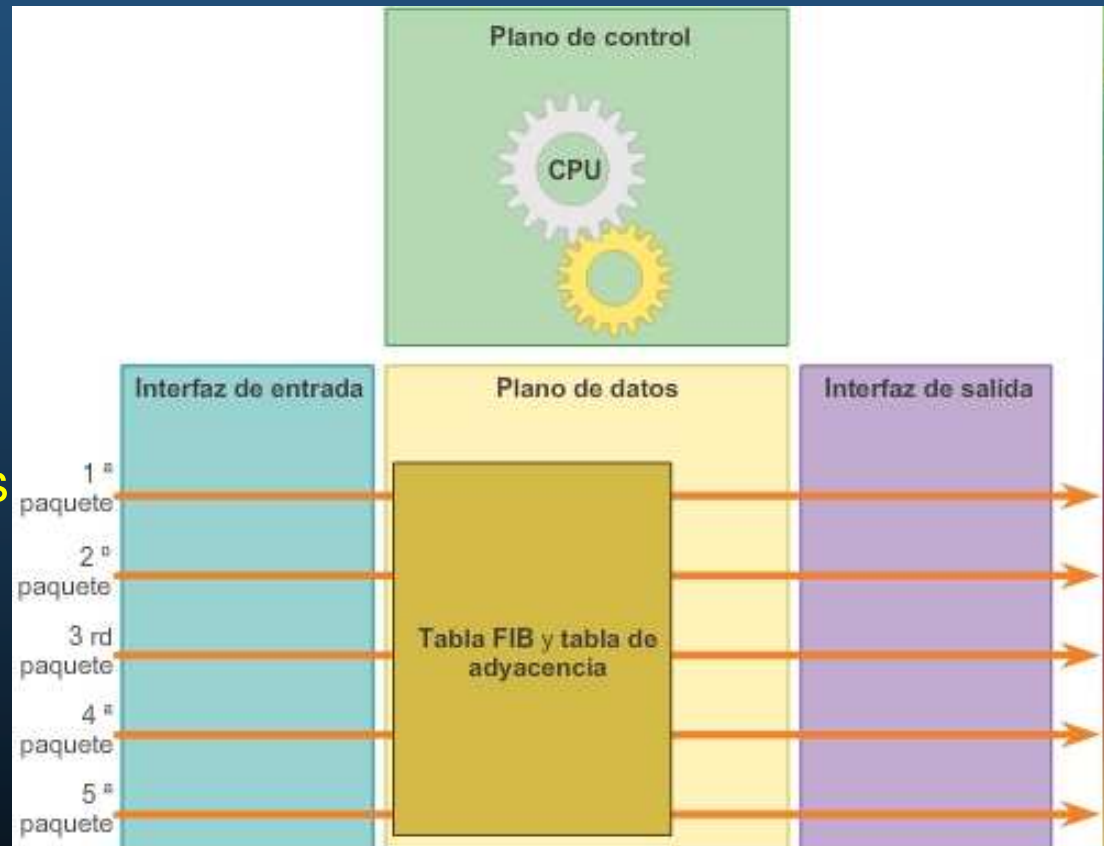 Plano de control
CPU
Interfaz de entrada
Plano de datos
Interfaz de salida
s
1 ª
paquete
2 º
paquete
3 rd
paquete
4 ª
paquete
5 ª
paquete
Tabla FIB y tabla de
adyacencia